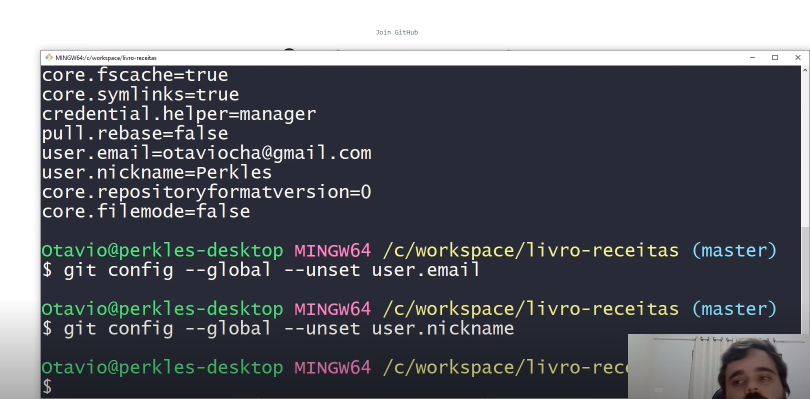 Join GitHub
MINGW64:/c/workspace/livro-receitas
core.fscache=true
core.symlinks=true
credential.helper=manager
pull.rebase=false
user.email=otaviocha@gmail.com
user.nickname=Perkles
core.repositoryformatversion=0
core.filemode=false
Otavio@perkles-desktop MINGW64 /c/workspace/livro-receitas (master)
$ git config --global --unset user.email
Otavio@perkles-desktop MINGW64 /c/workspace/livro-receitas (master)
$ git config --global --unset user.nickname
Otavio@perkles-desktop MINGW64 /c/workspace/livro-rec
$